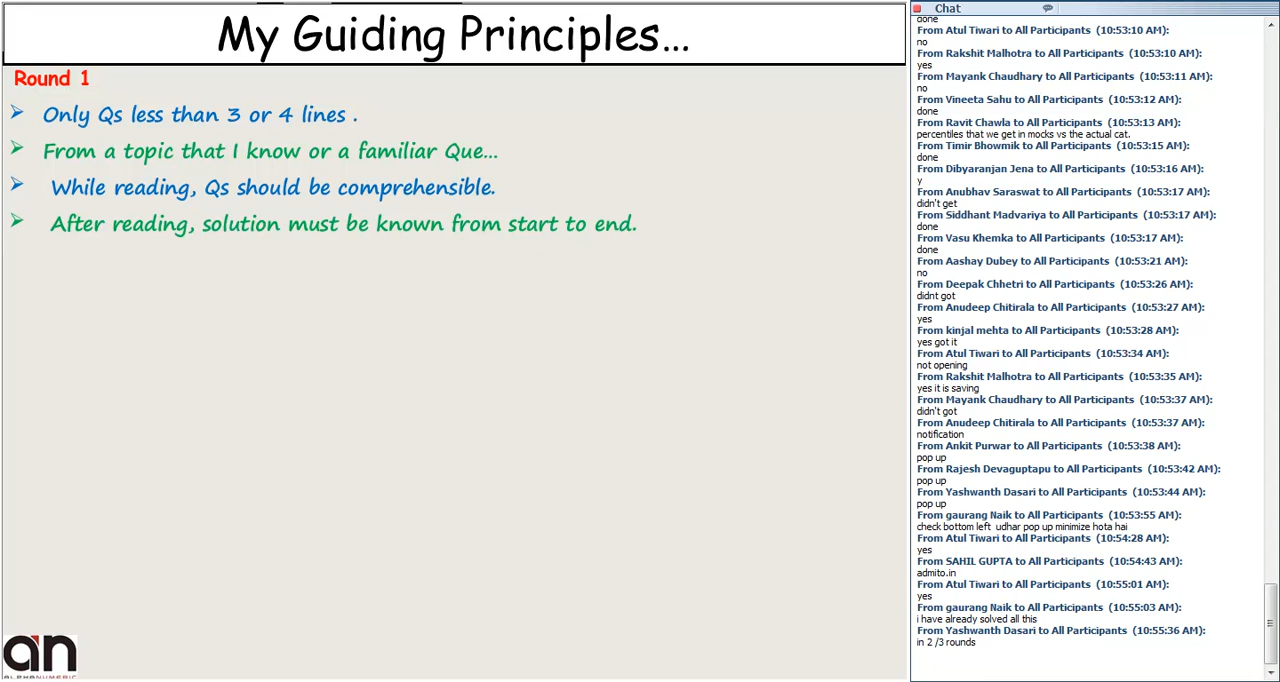 My Guiding Principles...
Round 1
Only Qs less than 3 or 4 lines .
From a topic that I know or a familiar Que...
While reading, Qs should be comprehensible.
After reading, solution must be known from start to end.
an
ALPHANUMERIC
Chat
done
From Atul Tiwari to All Participants (10:53:10 AM):
no
From Rakshit Malhotra to All Participants (10:53:10 AM):
yes
From Mayank Chaudhary to All Participants (10:53:11 AM):
no
From Vineeta Sahu to All Participants (10:53:12 AM):
done
From Ravit Chawla to All Participants (10:53:13 AM):
percentiles that we get in mocks vs the actual cat.
From Timir Bhowmik to All Participants (10:53:15 AM):
done
From Dibyaranjan Jena to All Participants (10:53:16 AM):
y
From Anubhav Saraswat to All Participants (10:53:17 AM):
didn't get
From Siddhant Madvariya to All Participants (10:53:17 AM):
done
From Vasu Khemka to All Participants (10:53:17 AM):
done
From Aashay Dubey to All Participants (10:53:21 AM):
no
From Deepak Chhetri to All Participants (10:53:26 AM):
didnt got
From Anudeep Chitirala to All Participants (10:53:27 AM):
yes
From kinjal mehta to All Participants (10:53:28 AM):
yes got it
From Atul Tiwari to All Participants (10:53:34 AM):
not opening
From Rakshit Malhotra to All Participants (10:53:35 AM):
yes it is saving
From Mayank Chaudhary to All Participants (10:53:37 AM):
didn't got
From Anudeep Chitirala to All Participants (10:53:37 AM):
notification
From Ankit Purwar to All Participants (10:53:38 AM):
pop up
From Rajesh Devaguptapu to All Participants (10:53:42 AM):
pop up
From Yashwanth Dasari to All Participants (10:53:44 AM):
pop up
From gaurang Naik to All Participants (10:53:55 AM):
check bottom left udhar pop up minimize hota hai
From Atul Tiwari to All Participants (10:54:28 AM):
yes
From SAHIL GUPTA to All Participants (10:54:43 AM):
admito.in
From Atul Tiwari to All Participants (10:55:01 AM):
yes
From gaurang Naik to All Participants (10:55:03 AM):
i have already solved all this
From Yashwanth Dasari to All Participants (10:55:36 AM):
in 2 /3 rounds